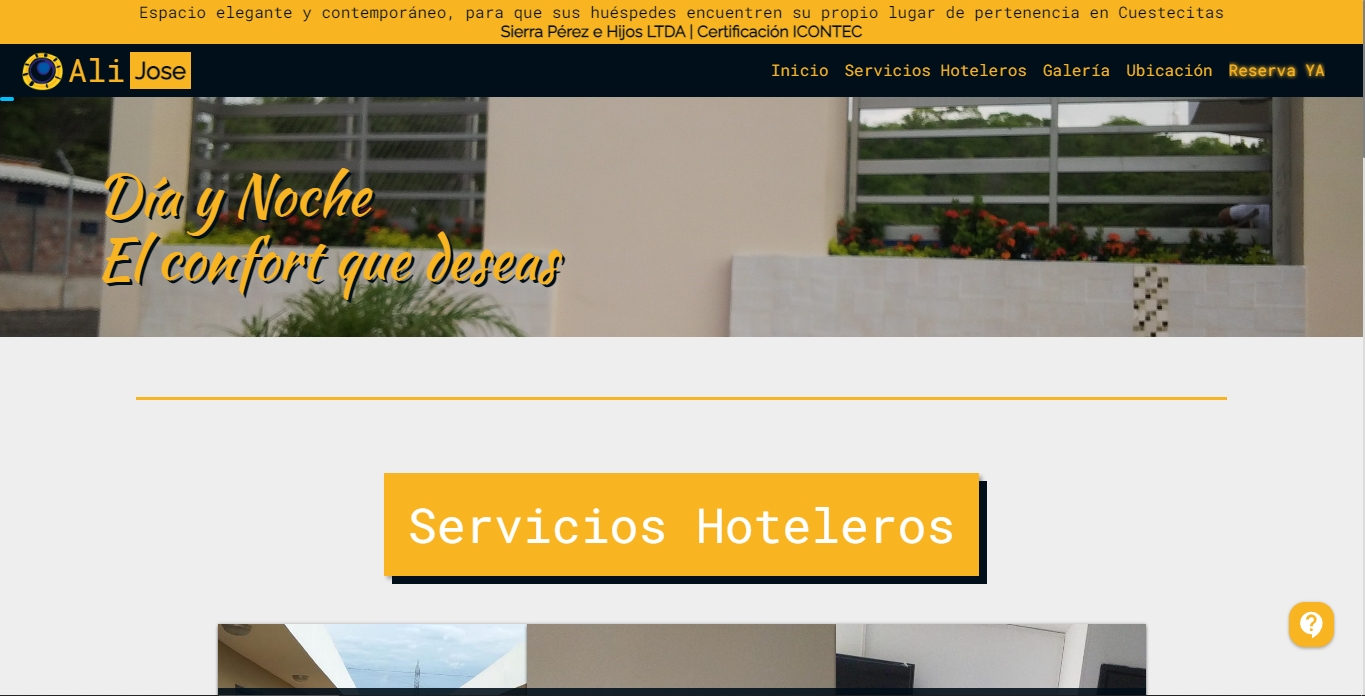 Espacio elegante y contemporáneo, para que sus huéspedes encuentren su propio lugar de pertenencia en Cuestecitas
Sierra Pérez e Hijos LTDA | Certificación ICONTEC
Ali Jose
Inicio Servicios Hoteleros Galería Ubicación Reserva YA
Día y Noche
El confort que deseas
Servicios Hoteleros